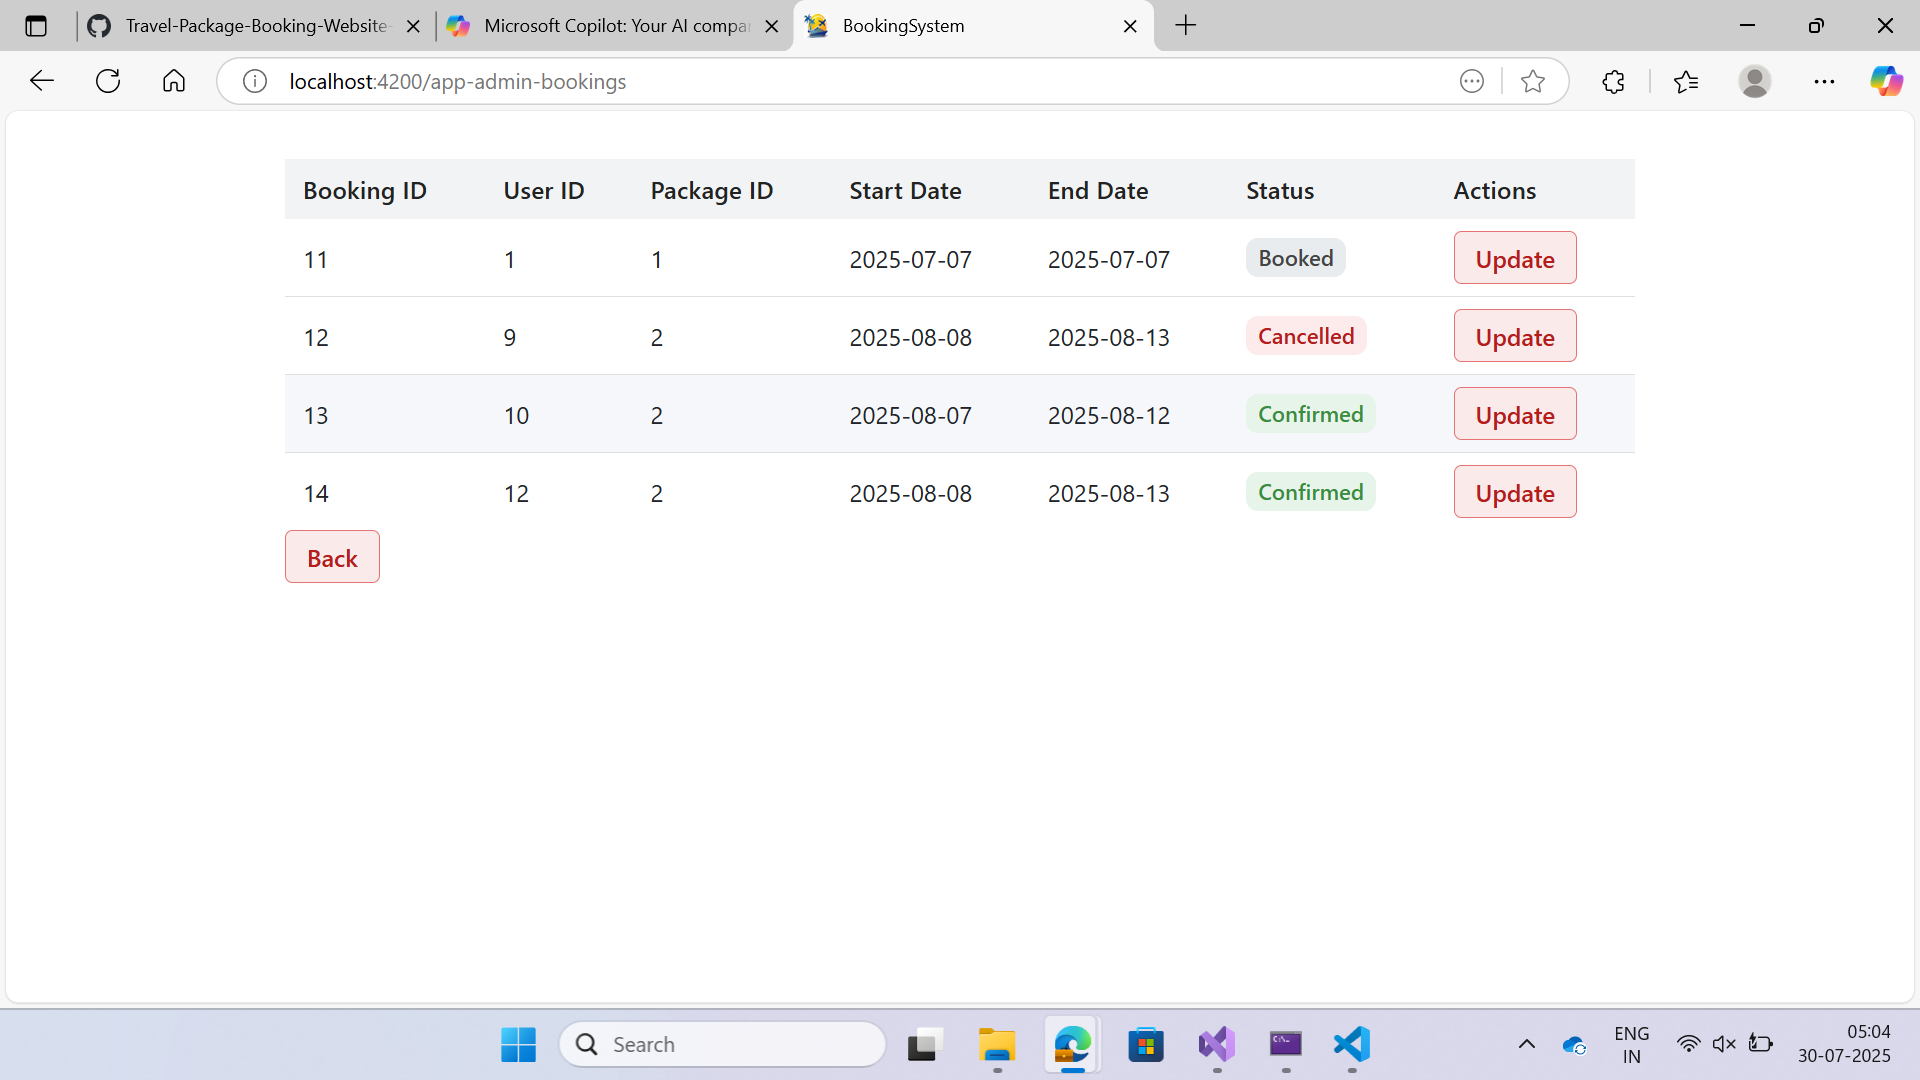 Travel-Package-Booking-Website-
Microsoft Copilot: Your AI compa
BookingSystem
localhost:4200/app-admin-bookings
Booking ID User ID Package ID Start Date End Date Status Actions
11 1 1 2025-07-07 2025-07-07 Booked Update
12 9 2 2025-08-08 2025-08-13 Cancelled Update
13 10 2 2025-08-07 2025-08-12 Confirmed Update
14 12 2 2025-08-08 2025-08-13 Confirmed Update
Back
Search
ENG
IN
05:04
30-07-2025